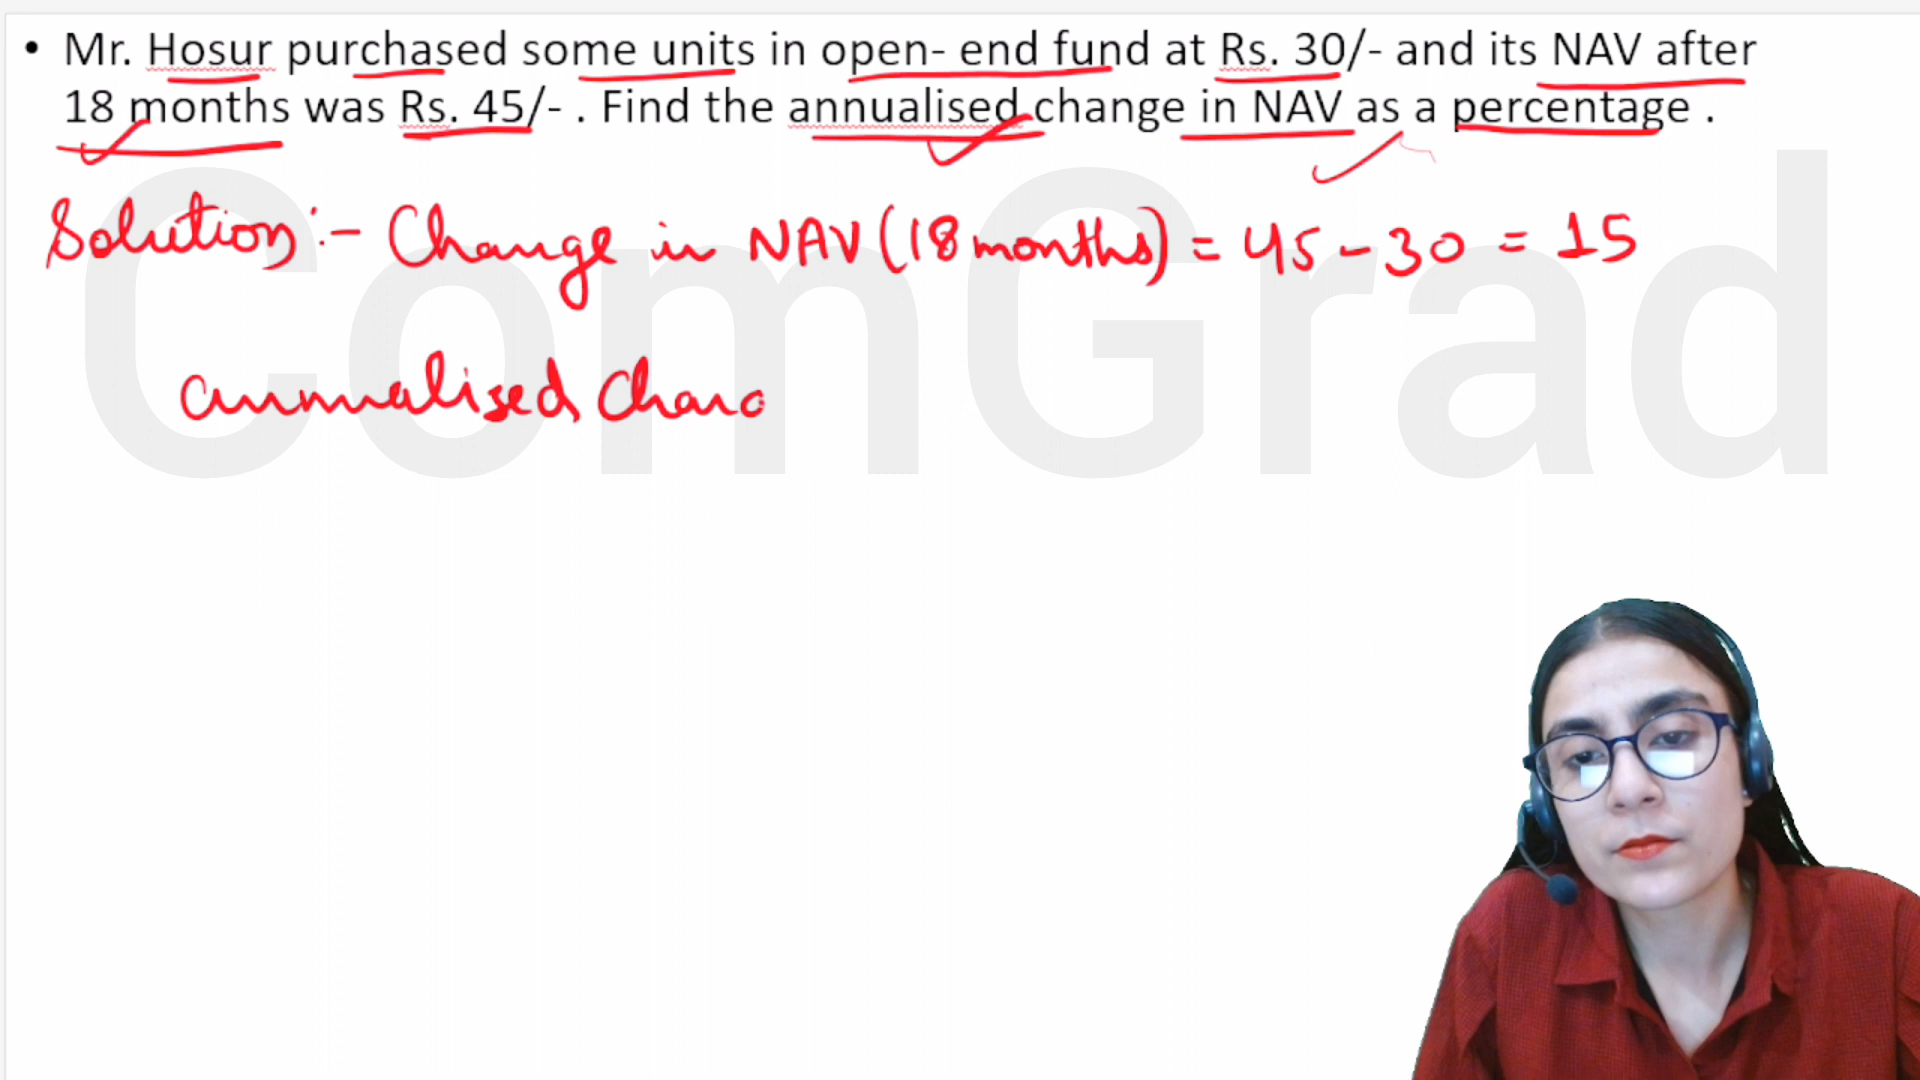 • Mr. Hosur purchased some units in open- end fund at Rs. 30/- and its NAV after
18 months was Rs. 45/- . Find the annualised change in NAV as a percentage .
ComGrad
Solution:- Change in NAV (18 months) = 45 - 30 = 15
annualised Chang